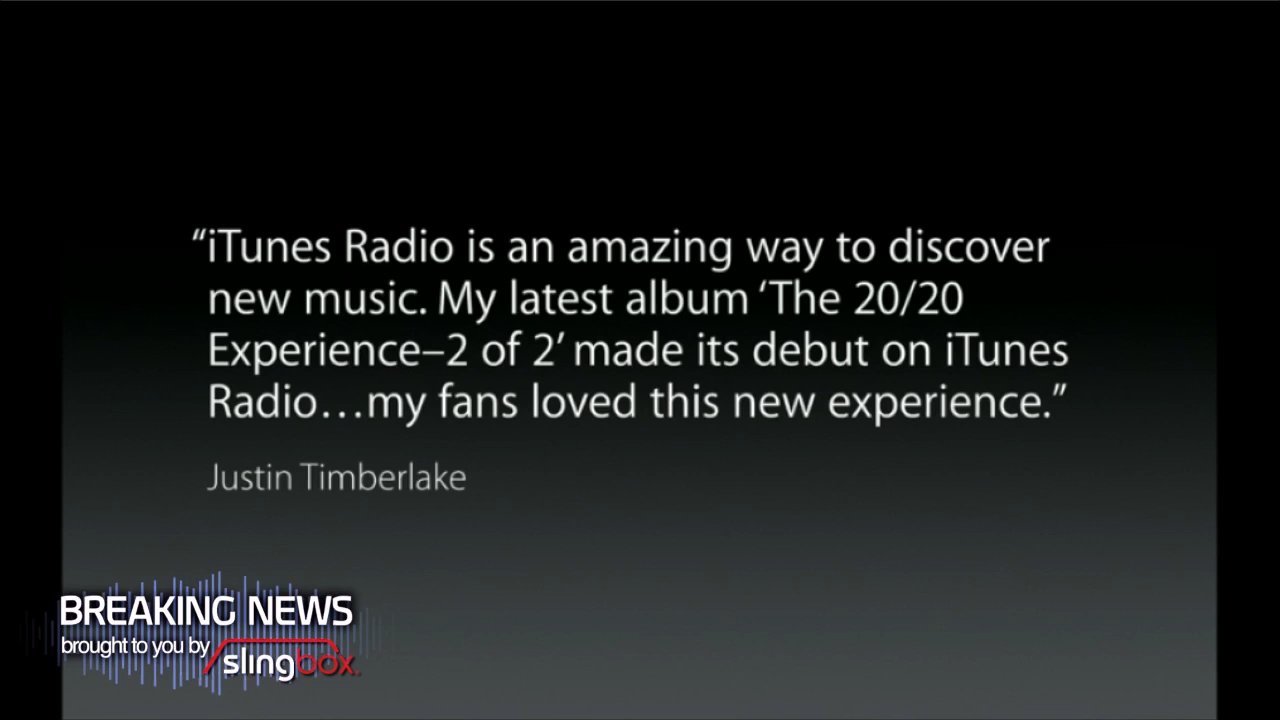 “iTunes Radio is an amazing way to discover
new music. My latest album ‘The 20/20
Experience–2 of 2’ made its debut on iTunes
Radio…my fans loved this new experience.”
Justin Timberlake
BREAKING NEWS
brought to you by
slingbox.